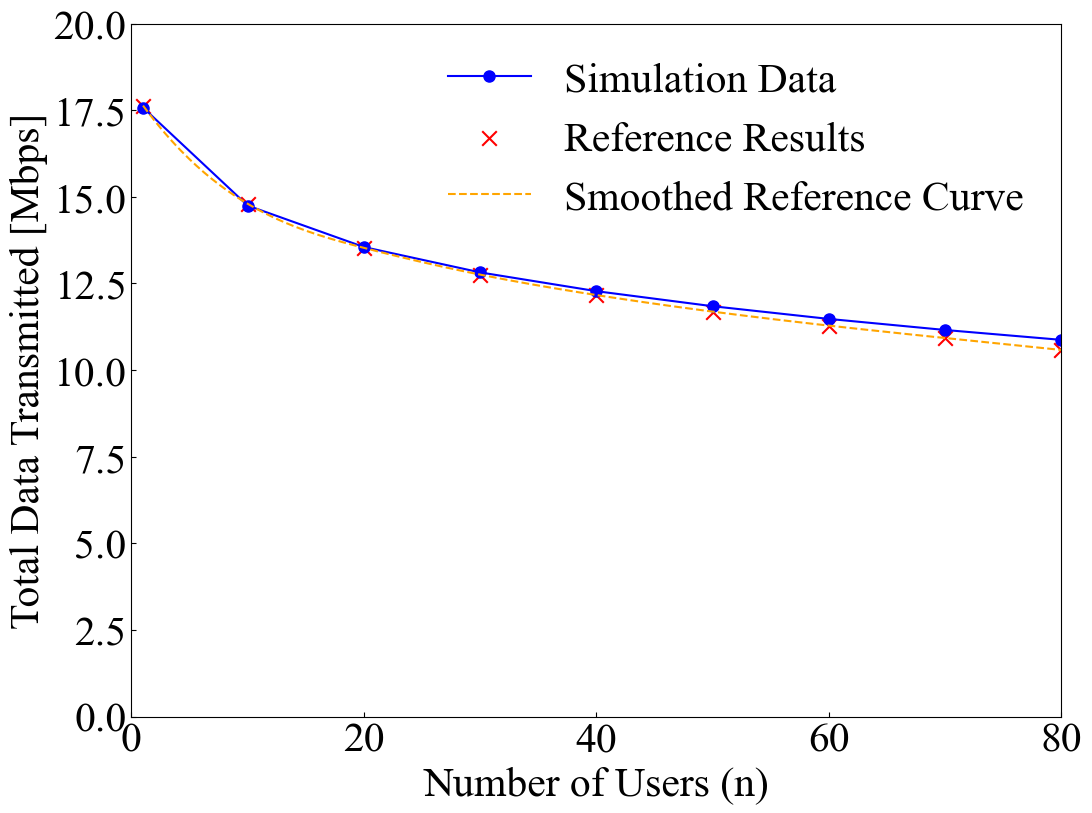 20.0
17.5
15.0
12.5
10.0
7.5
5.0
2.5
0.0
Total Data Transmitted [Mbps]
Simulation Data
Reference Results
Smoothed Reference Curve
0
20
40
60
80
Number of Users (n)